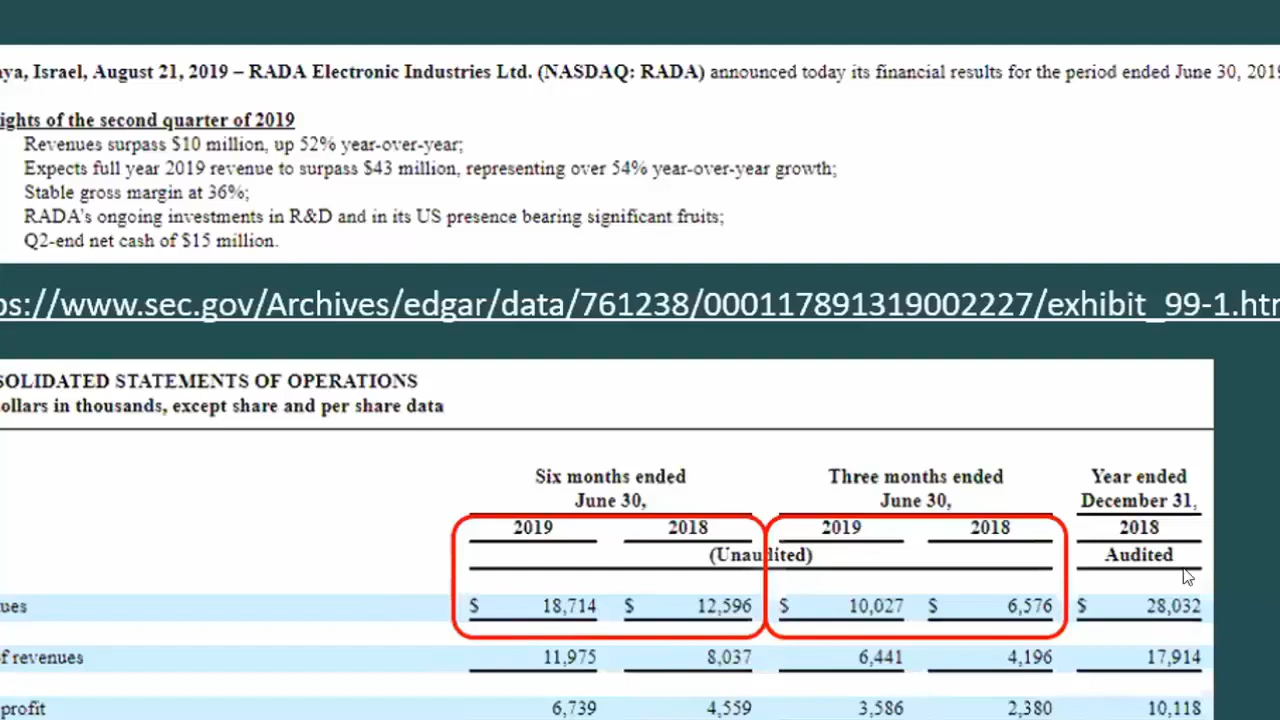 aya, Israel, August 21, 2019 – RADA Electronic Industries Ltd. (NASDAQ: RADA) announced today its financial results for the period ended June 30, 2019
ights of the second quarter of 2019
Revenues surpass $10 million, up 52% year-over-year;
Expects full year 2019 revenue to surpass $43 million, representing over 54% year-over-year growth;
Stable gross margin at 36%;
RADA's ongoing investments in R&D and in its US presence bearing significant fruits;
Q2-end net cash of $15 million.
ps://www.sec.gov/Archives/edgar/data/761238/000117891319002227/exhibit_99-1.htm
SOLIDATED STATEMENTS OF OPERATIONS
ollars in thousands, except share and per share data
Six months ended Three months ended Year ended
June 30, June 30, December 31,
2019 2018 2019 2018 2018
(Unaudited) Audited
ues $ 18,714 $ 12,596 $ 10,027 $ 6,576 $ 28,032
f revenues 11,975 8,037 6,441 4,196 17,914
profit 6,739 4,559 3,586 2,380 10,118